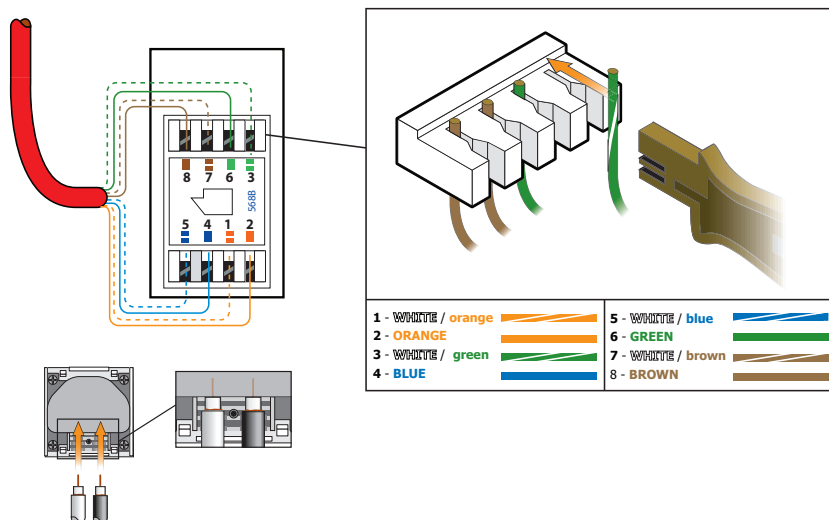 8 7 6 3
568B
5 4 1 2
1 - WHITE / orange
2 - ORANGE
3 - WHITE / green
4 - BLUE
5 - WHITE / blue
6 - GREEN
7 - WHITE / brown
8 - BROWN